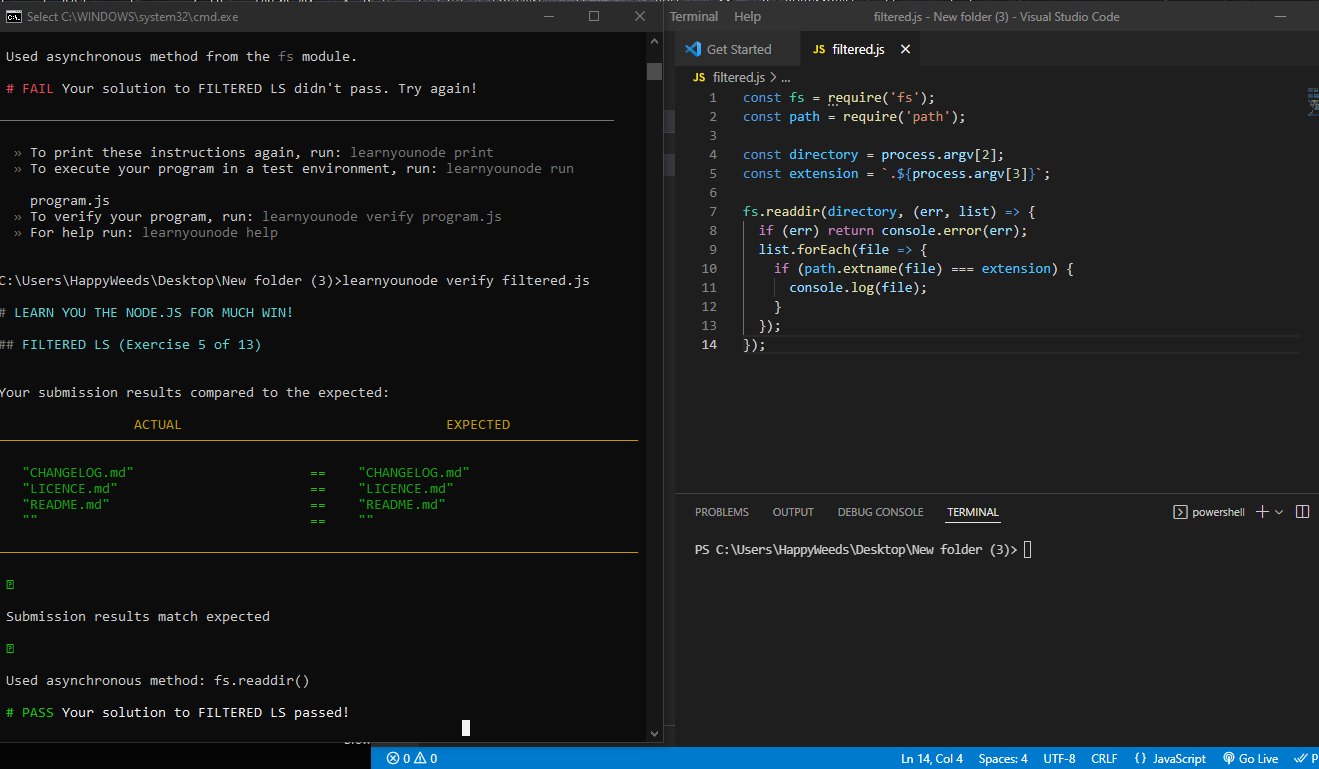 Select C:\WINDOWS\system32\cmd.exe
Used asynchronous method from the fs module.
# FAIL Your solution to FILTERED LS didn't pass. Try again!
» To print these instructions again, run: learnyounode print
» To execute your program in a test environment, run: learnyounode run
program.js
» To verify your program, run: learnyounode verify program.js
» For help run: learnyounode help
C:\Users\HappyWeeds\Desktop\New folder (3)>learnyounode verify filtered.js
# LEARN YOU THE NODE.JS FOR MUCH WIN!
## FILTERED LS (Exercise 5 of 13)
Your submission results compared to the expected:
ACTUAL EXPECTED
"CHANGELOG.md" == "CHANGELOG.md"
"LICENCE.md" == "LICENCE.md"
"README.md" == "README.md"
"" == ""
Submission results match expected
Used asynchronous method: fs.readdir()
# PASS Your solution to FILTERED LS passed!
Terminal Help filtered.js - New folder (3) - Visual Studio Code
Get Started JS filtered.js
JS filtered.js > ...
1 const fs = require('fs');
2 const path = require('path');
3
4 const directory = process.argv[2];
5 const extension = `.${process.argv[3]}`;
6
7 fs.readdir(directory, (err, list) => {
8 if (err) return console.error(err);
9 list.forEach(file => {
10 if (path.extname(file) === extension) {
11 console.log(file);
12 }
13 });
14 });
PROBLEMS OUTPUT DEBUG CONSOLE TERMINAL powershell
PS C:\Users\HappyWeeds\Desktop\New folder (3)>
0 0 Ln 14, Col 4 Spaces: 4 UTF-8 CRLF {} JavaScript Go Live P